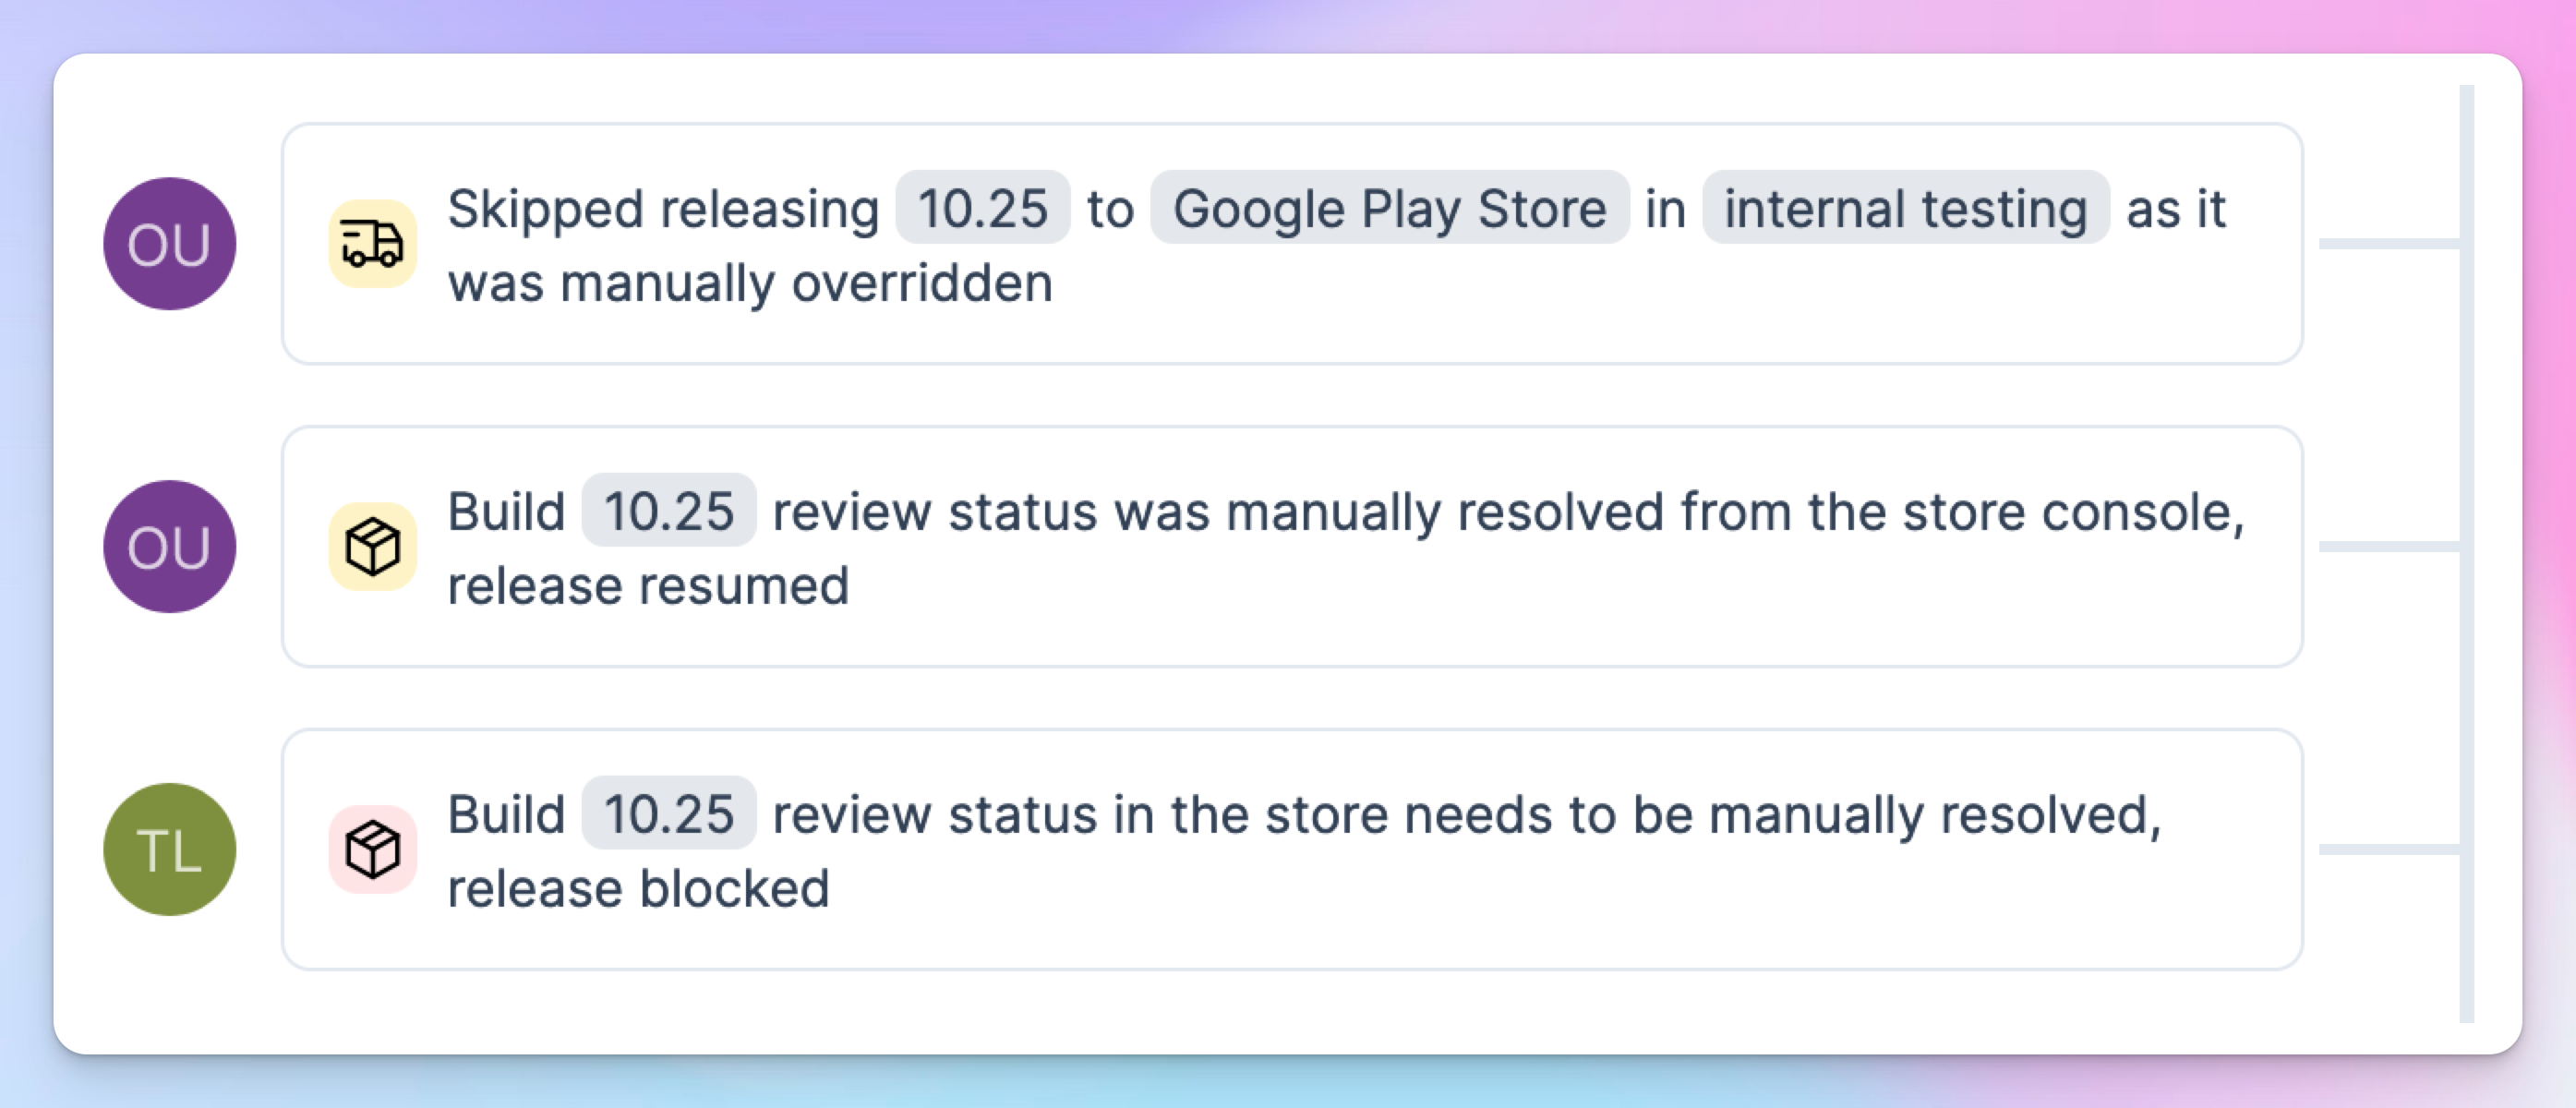 OU
Skipped releasing 10.25 to Google Play Store in internal testing as it
was manually overridden
OU
Build 10.25 review status was manually resolved from the store console,
release resumed
TL
Build 10.25 review status in the store needs to be manually resolved,
release blocked